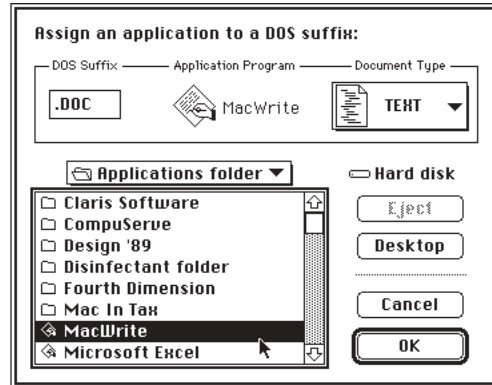 Assign an application to a DOS suffix:
DOS Suffix Application Program Document Type
.DOC MacWrite TEXT
Applications folder Hard disk
Claris Software
CompuServe
Design '89
Disinfectant folder
Fourth Dimension
Mac In Tax
MacWrite
Microsoft Excel
Eject
Desktop
Cancel
OK